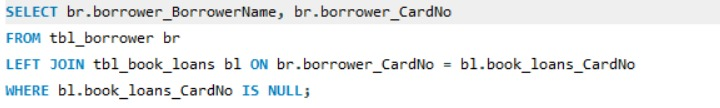 SELECT br.borrower_BorrowerName, br.borrower_CardNo
FROM tbl_borrower br
LEFT JOIN tbl_book_loans bl ON br.borrower_CardNo = bl.book_loans_CardNo
WHERE bl.book_loans_CardNo IS NULL;